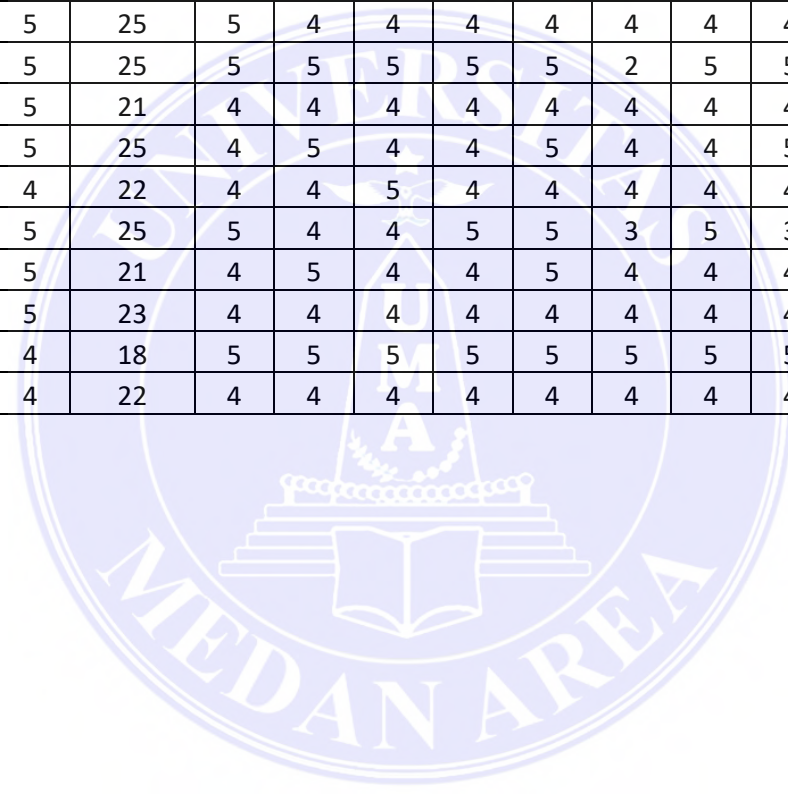 5 25 5 4 4 4 4 4 4
5 25 5 5 5 5 5 2 5
5 21 4 4 4 4 4 4 4
5 25 4 5 4 4 5 4 4
4 22 4 4 5 4 4 4 4
5 25 5 4 4 5 5 3 5
5 21 4 5 4 4 5 4 4
5 23 4 4 4 4 4 4 4
4 18 5 5 5 5 5 5 5
4 22 4 4 4 4 4 4 4
UNIVERSITAS
UMA
MEDAN AREA